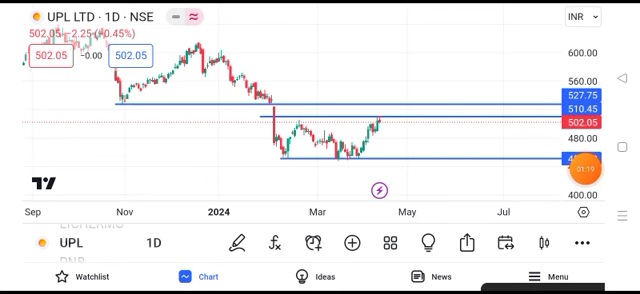 UPL LTD · 1D · NSE
INR
502.05 −2.25 (−0.45%)
502.05 −0.00 502.05
600.00
560.00
527.75
510.45
502.05
480.00
01:19
400.00
Sep Nov 2024 Mar May Jul
UPL 1D
Watchlist Chart Ideas News Menu